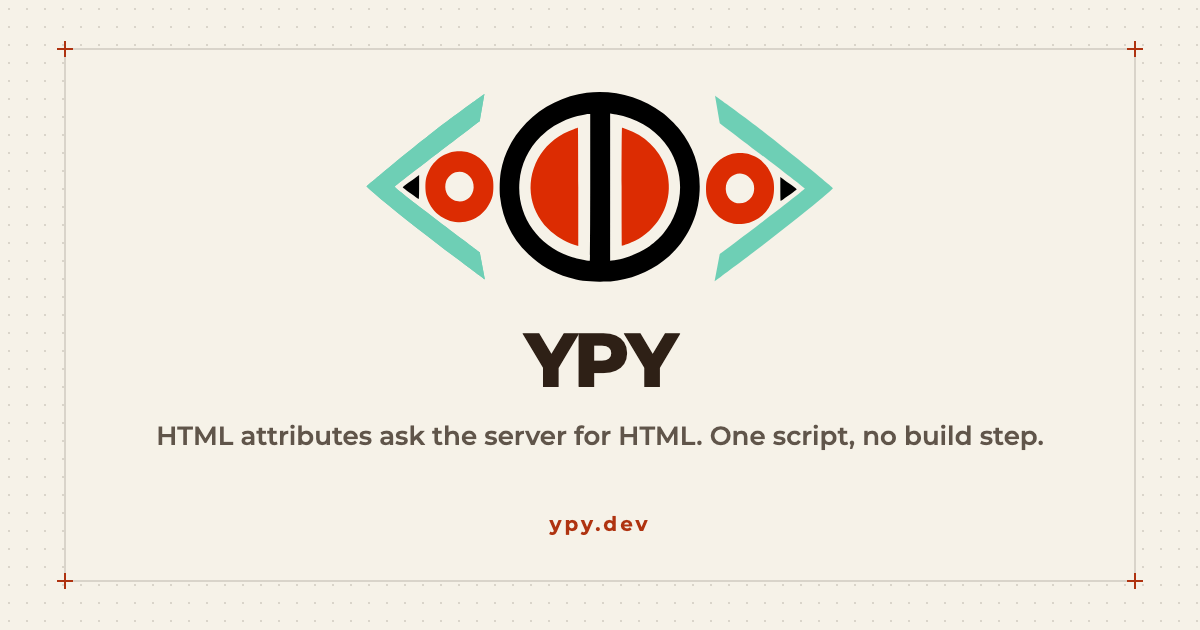 YPY
HTML attributes ask the server for HTML. One script, no build step.
ypy.dev